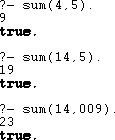 ?- sum(4,5).
9
true.
?- sum(14,5).
19
true.
?- sum(14,009).
23
true.